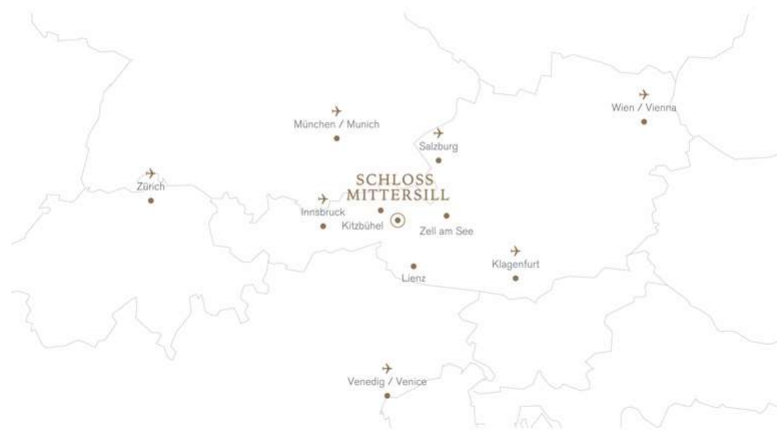 Wien / Vienna
München / Munich
Salzburg
SCHLOSS
MITTERSILL
Zürich
Innsbruck
Kitzbühel
Zell am See
Klagenfurt
Lienz
Venedig / Venice